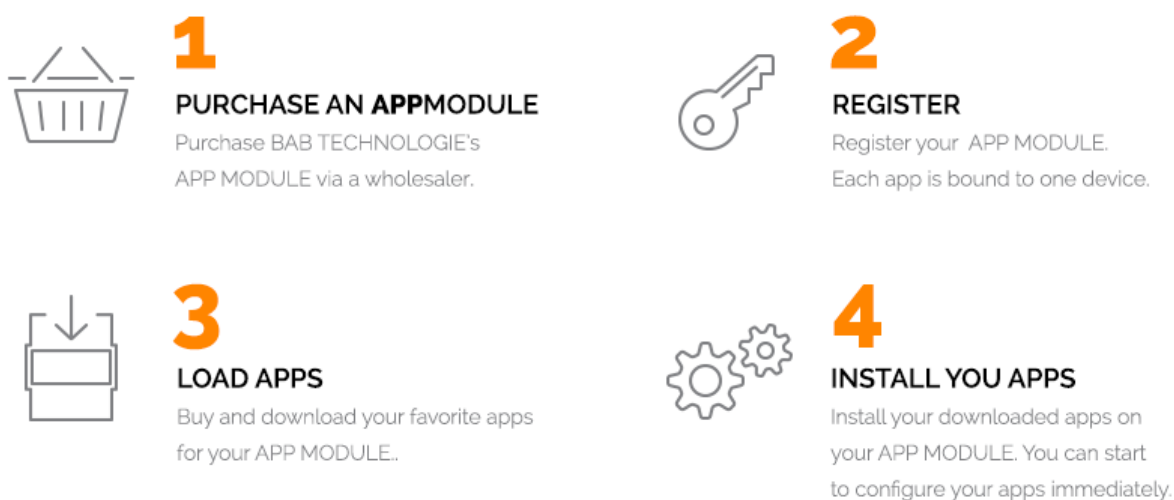 1
PURCHASE AN APPMODULE
Purchase BAB TECHNOLOGIE's
APP MODULE via a wholesaler.
2
REGISTER
Register your APP MODULE.
Each app is bound to one device.
3
LOAD APPS
Buy and download your favorite apps
for your APP MODULE..
4
INSTALL YOU APPS
Install your downloaded apps on
your APP MODULE. You can start
to configure your apps immediately.